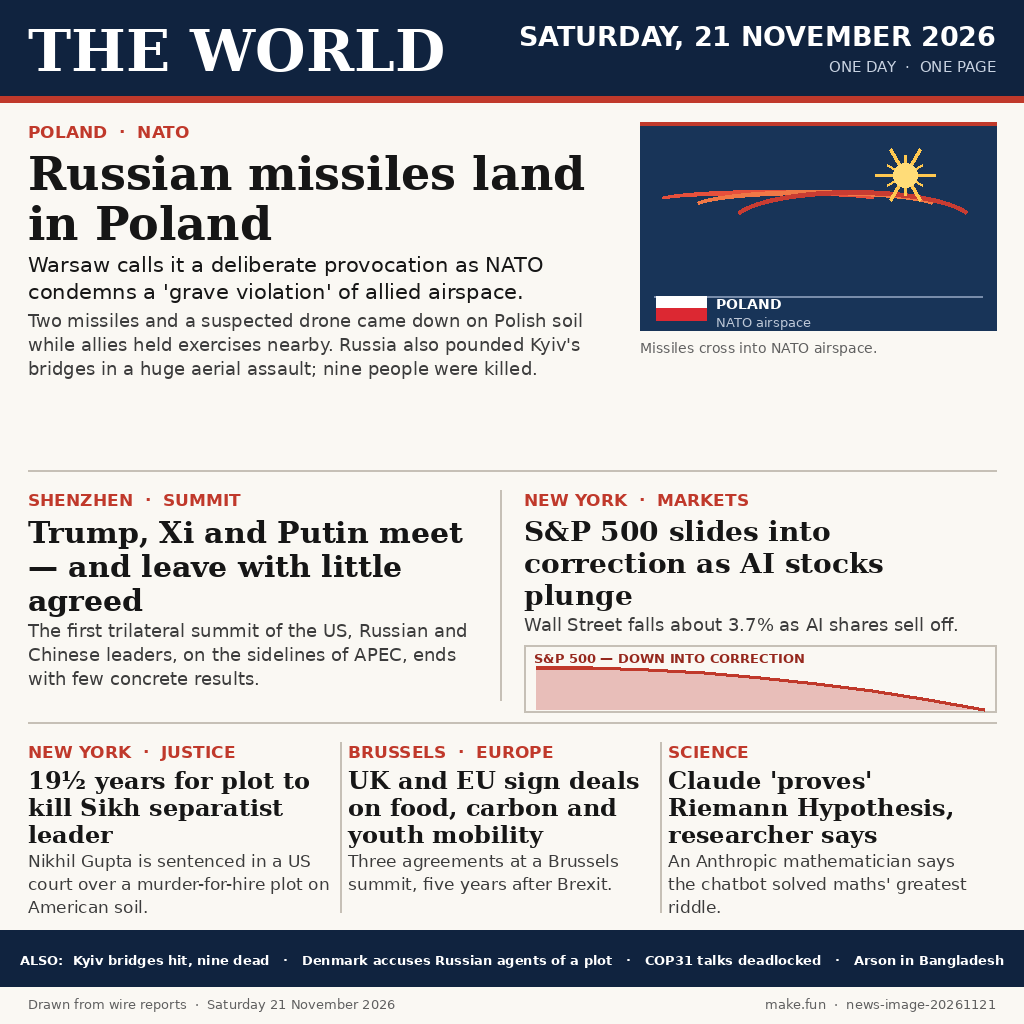 THE WORLD
SATURDAY, 21 NOVEMBER 2026
ONE DAY · ONE PAGE
POLAND · NATO
Russian missiles land
in Poland
Warsaw calls it a deliberate provocation as NATO
condemns a 'grave violation' of allied airspace.
Two missiles and a suspected drone came down on Polish soil
while allies held exercises nearby. Russia also pounded Kyiv's
bridges in a huge aerial assault; nine people were killed.
POLAND
NATO airspace
Missiles cross into NATO airspace.
SHENZHEN · SUMMIT
Trump, Xi and Putin meet
— and leave with little
agreed
The first trilateral summit of the US, Russian and
Chinese leaders, on the sidelines of APEC, ends
with few concrete results.
NEW YORK · MARKETS
S&P 500 slides into
correction as AI stocks
plunge
Wall Street falls about 3.7% as AI shares sell off.
S&P 500 — DOWN INTO CORRECTION
NEW YORK · JUSTICE
19½ years for plot to
kill Sikh separatist
leader
Nikhil Gupta is sentenced in a US
court over a murder-for-hire plot on
American soil.
BRUSSELS · EUROPE
UK and EU sign deals
on food, carbon and
youth mobility
Three agreements at a Brussels
summit, five years after Brexit.
SCIENCE
Claude 'proves'
Riemann Hypothesis,
researcher says
An Anthropic mathematician says
the chatbot solved maths' greatest
riddle.
ALSO: Kyiv bridges hit, nine dead · Denmark accuses Russian agents of a plot · COP31 talks deadlocked · Arson in Bangladesh
Drawn from wire reports · Saturday 21 November 2026
make.fun · news-image-20261121